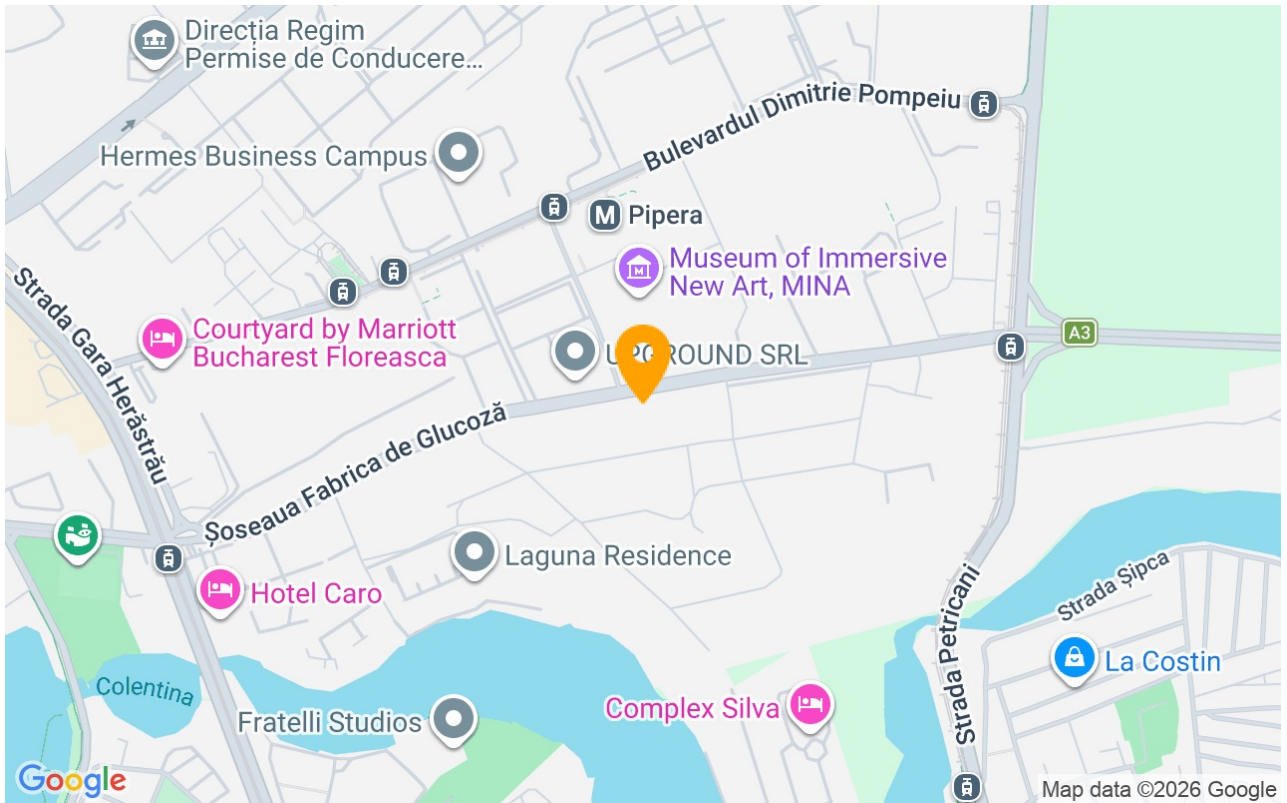 Direcția Regim
Permise de Conducere...
Bulevardul Dimitrie Pompeiu
Hermes Business Campus
M Pipera
Museum of Immersive
New Art, MINA
Strada Gara Herăstrău
Courtyard by Marriott
Bucharest Floreasca
A3
ROUND SRL
Șoseaua Fabrica de Glucoză
Laguna Residence
Hotel Caro
Strada Șipca
Strada Petricani
La Costin
Colentina
Complex Silva
Fratelli Studios
Google
Map data ©2026 Google